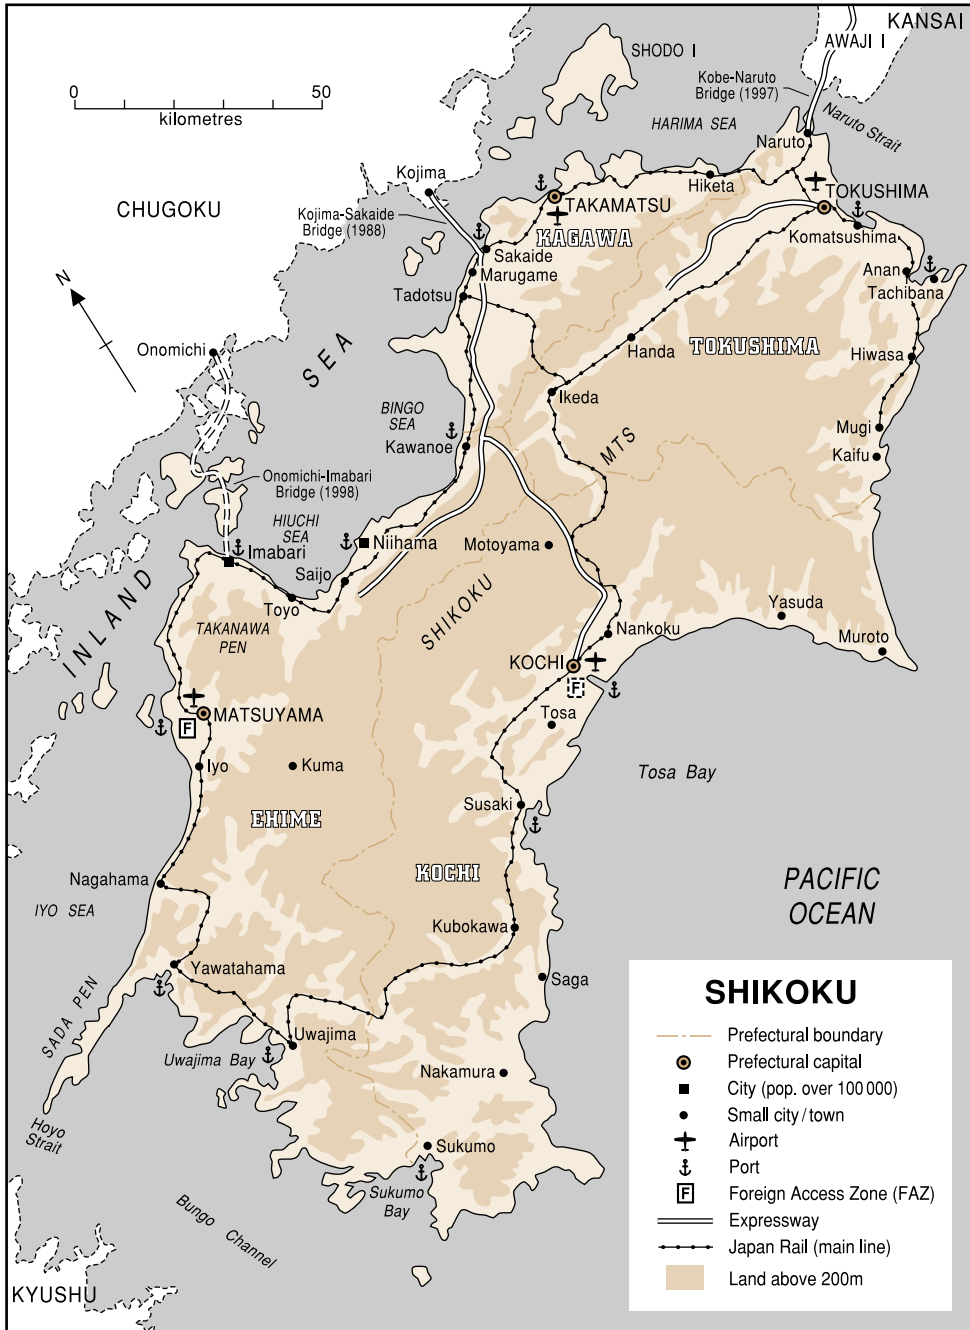 KANSAI
AWAJI I
SHODO I
Kobe-Naruto
Bridge (1997)
0
50
kilometres
HARIMA SEA
Naruto Strait
Naruto
Kojima
Hiketa
TOKUSHIMA
CHUGOKU
TAKAMATSU
Kojima-Sakaide
Bridge (1988)
KAGAWA
Komatsushima
Sakaide
Marugame
Anan
Tachibana
N
Tadotsu
Onomichi
SEA
Handa
TOKUSHIMA
Hiwasa
Ikeda
BINGO
SEA
Mugi
Kawanoe
MTS
Kaifu
Onomichi-Imabari
Bridge (1998)
HIUCHI
SEA
Niihama
Motoyama
Imabari
INLAND
Saijo
Toyo
SHIKOKU
Yasuda
TAKANAWA
PEN
Nankoku
Muroto
KOCHI
F
MATSUYAMA
F
Tosa
Iyo
Kuma
Tosa Bay
Susaki
EHIME
KOCHI
Nagahama
PACIFIC
OCEAN
IYO SEA
Kubokawa
Yawatahama
Saga
SADA PEN
Uwajima
Uwajima Bay
Nakamura
Hoyo
Strait
Sukumo
Sukumo
Bay
Bungo Channel
KYUSHU
SHIKOKU
Prefectural boundary
Prefectural capital
City (pop. over 100 000)
Small city / town
Airport
Port
F Foreign Access Zone (FAZ)
Expressway
Japan Rail (main line)
Land above 200m